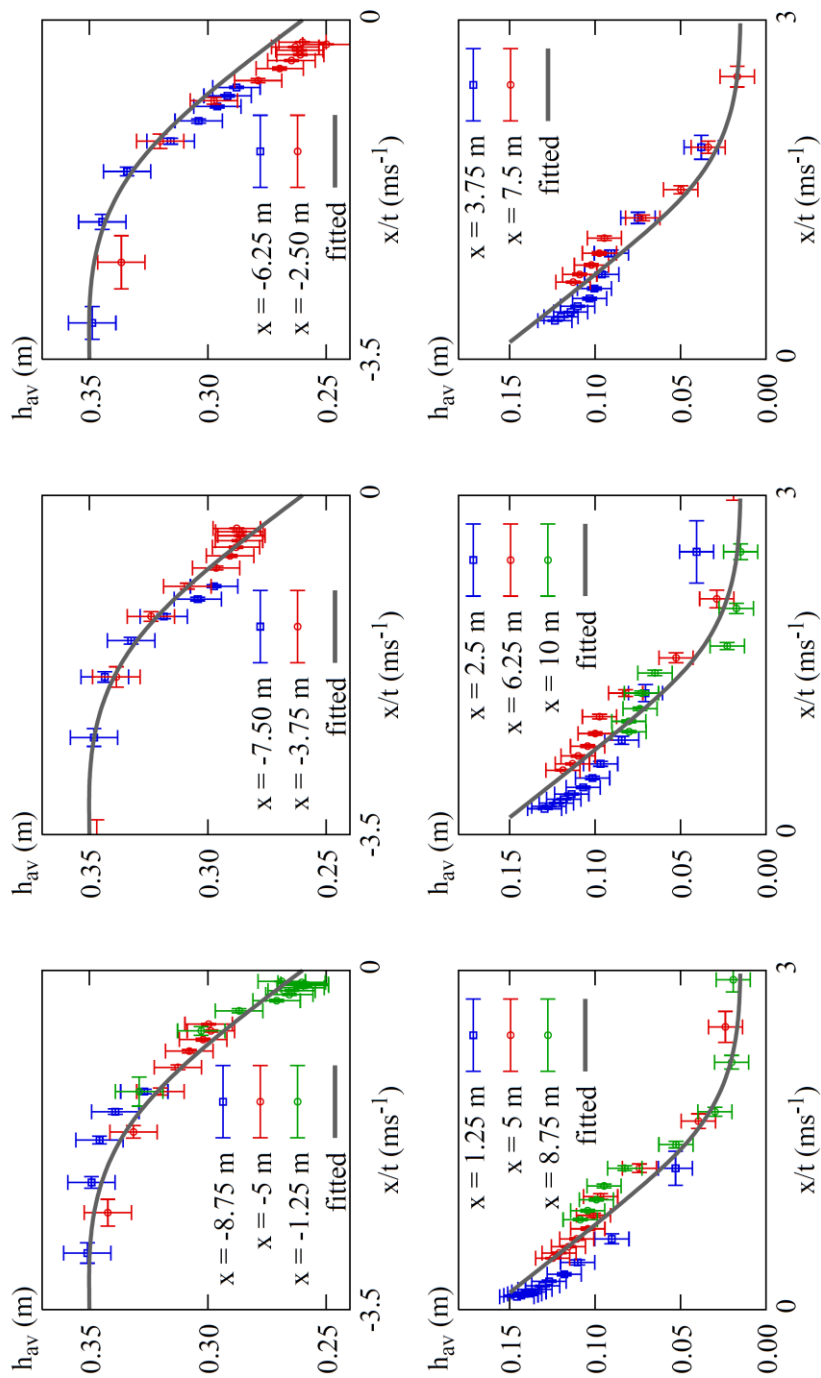 h_av (m)
0.35
0.30
0.25
x = -8.75 m
x = -5 m
x = -1.25 m
fitted
-3.5 0
x/t (ms⁻¹)
h_av (m)
0.35
0.30
0.25
x = -7.50 m
x = -3.75 m
fitted
-3.5 0
x/t (ms⁻¹)
h_av (m)
0.35
0.30
0.25
x = -6.25 m
x = -2.50 m
fitted
-3.5 0
x/t (ms⁻¹)
h_av (m)
0.15
0.10
0.05
0.00
x = 1.25 m
x = 5 m
x = 8.75 m
fitted
0 3
x/t (ms⁻¹)
h_av (m)
0.15
0.10
0.05
0.00
x = 2.5 m
x = 6.25 m
x = 10 m
fitted
0 3
x/t (ms⁻¹)
h_av (m)
0.15
0.10
0.05
0.00
x = 3.75 m
x = 7.5 m
fitted
0 3
x/t (ms⁻¹)